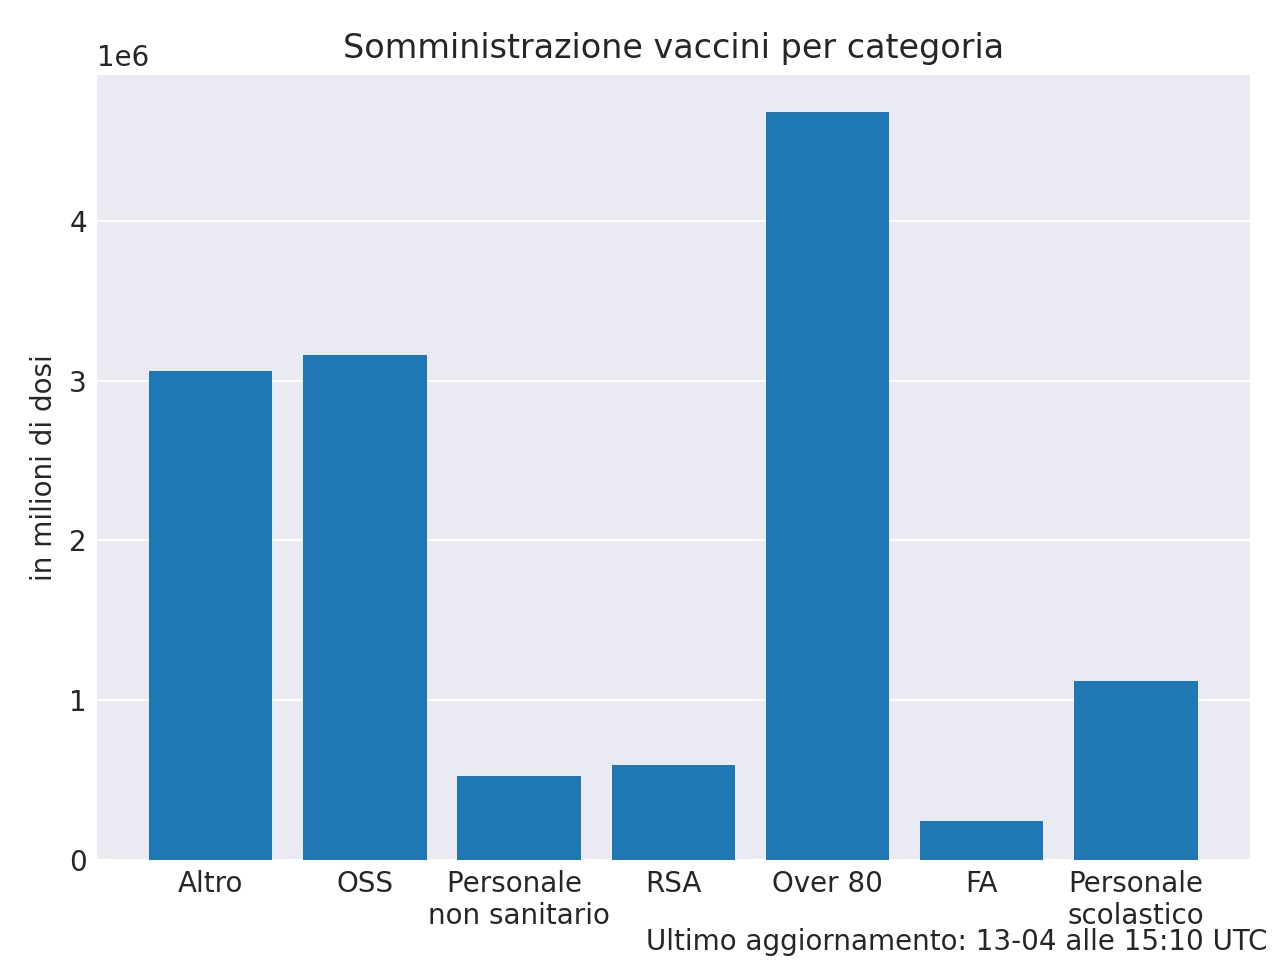 Somministrazione vaccini per categoria
1e6
in milioni di dosi
4
3
2
1
0
Altro
OSS
Personale
non sanitario
RSA
Over 80
FA
Personale
scolastico
Ultimo aggiornamento: 13-04 alle 15:10 UTC